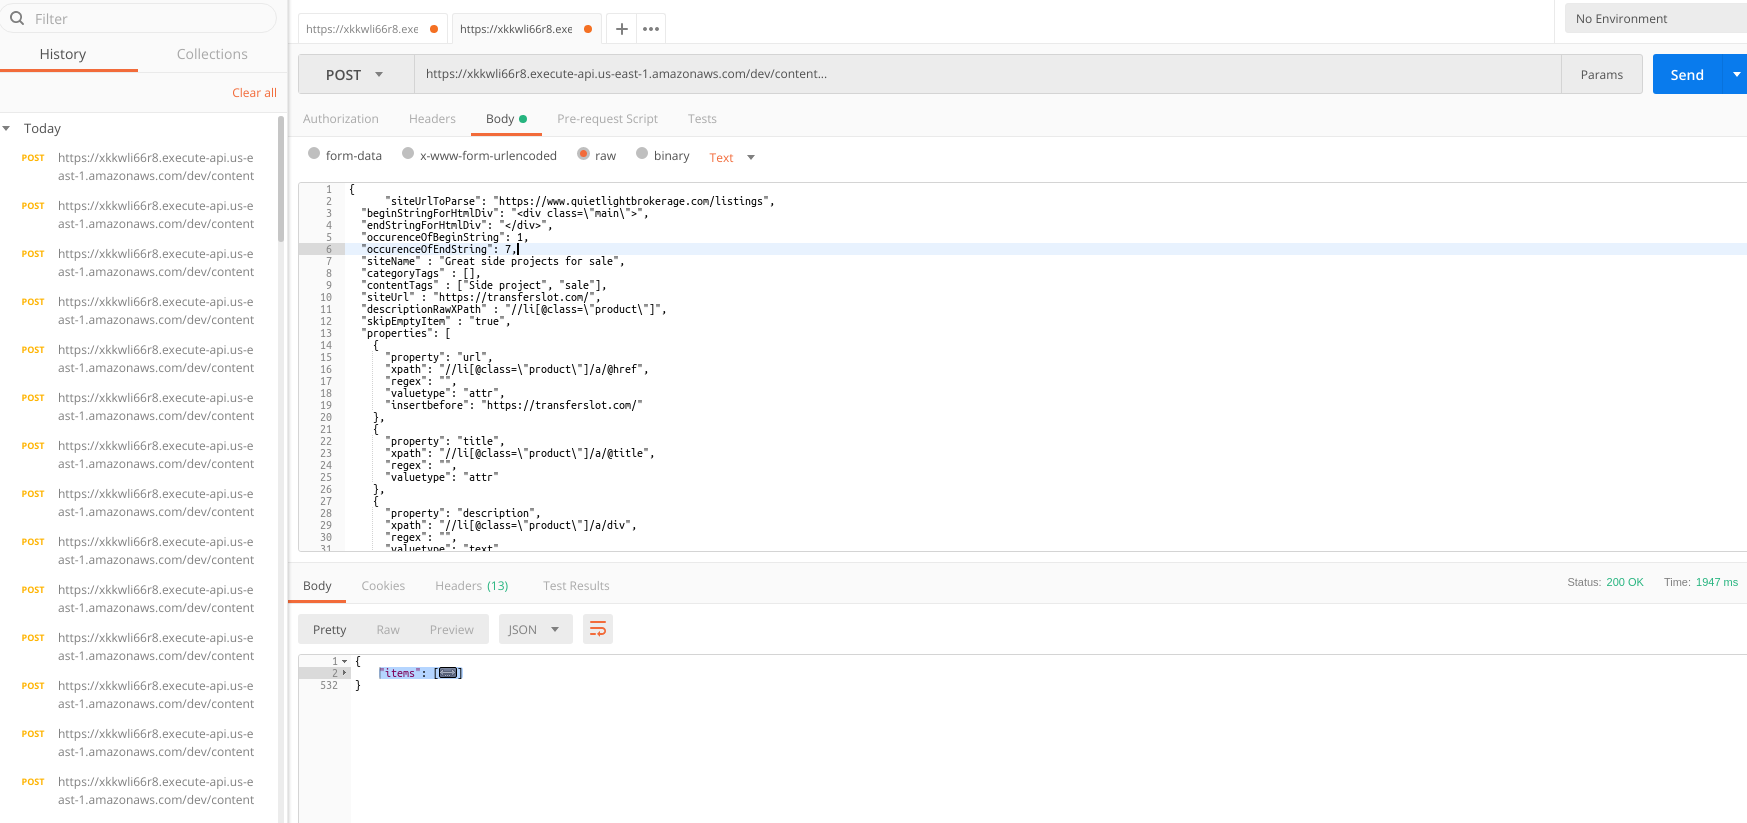 Filter
History
Collections
Clear all
Today
POST https://xkkwli66r8.execute-api.us-e
ast-1.amazonaws.com/dev/content
POST https://xkkwli66r8.execute-api.us-e
ast-1.amazonaws.com/dev/content
POST https://xkkwli66r8.execute-api.us-e
ast-1.amazonaws.com/dev/content
POST https://xkkwli66r8.execute-api.us-e
ast-1.amazonaws.com/dev/content
POST https://xkkwli66r8.execute-api.us-e
ast-1.amazonaws.com/dev/content
POST https://xkkwli66r8.execute-api.us-e
ast-1.amazonaws.com/dev/content
POST https://xkkwli66r8.execute-api.us-e
ast-1.amazonaws.com/dev/content
POST https://xkkwli66r8.execute-api.us-e
ast-1.amazonaws.com/dev/content
POST https://xkkwli66r8.execute-api.us-e
ast-1.amazonaws.com/dev/content
POST https://xkkwli66r8.execute-api.us-e
ast-1.amazonaws.com/dev/content
POST https://xkkwli66r8.execute-api.us-e
ast-1.amazonaws.com/dev/content
POST https://xkkwli66r8.execute-api.us-e
ast-1.amazonaws.com/dev/content
POST https://xkkwli66r8.execute-api.us-e
ast-1.amazonaws.com/dev/content
POST https://xkkwli66r8.execute-api.us-e
ast-1.amazonaws.com/dev/content
https://xkkwli66r8.exe
https://xkkwli66r8.exe
No Environment
POST
https://xkkwli66r8.execute-api.us-east-1.amazonaws.com/dev/content...
Params
Send
Authorization Headers Body Pre-request Script Tests
form-data x-www-form-urlencoded raw binary Text
1 {
2 "siteUrlToParse": "https://www.quietlightbrokerage.com/listings",
3 "beginStringForHtmlDiv": "<div class=\"main\">",
4 "endStringForHtmlDiv": "</div>",
5 "occurenceOfBeginString": 1,
6 "occurenceOfEndString": 7,
7 "siteName" : "Great side projects for sale",
8 "categoryTags" : [],
9 "contentTags" : ["Side project", "sale"],
10 "siteUrl" : "https://transferslot.com/",
11 "descriptionRawXPath" : "//li[@class=\"product\"]",
12 "skipEmptyItem" : "true",
13 "properties": [
14 {
15 "property": "url",
16 "xpath": "//li[@class=\"product\"]/a/@href",
17 "regex": "",
18 "valuetype": "attr",
19 "insertbefore": "https://transferslot.com/"
20 },
21 {
22 "property": "title",
23 "xpath": "//li[@class=\"product\"]/a/@title",
24 "regex": "",
25 "valuetype": "attr"
26 },
27 {
28 "property": "description",
29 "xpath": "//li[@class=\"product\"]/a/div",
30 "regex": "",
31 "valuetype": "text"
Body Cookies Headers (13) Test Results
Status: 200 OK Time: 1947 ms
Pretty Raw Preview JSON
1 {
2 "items": [ ]
532 }